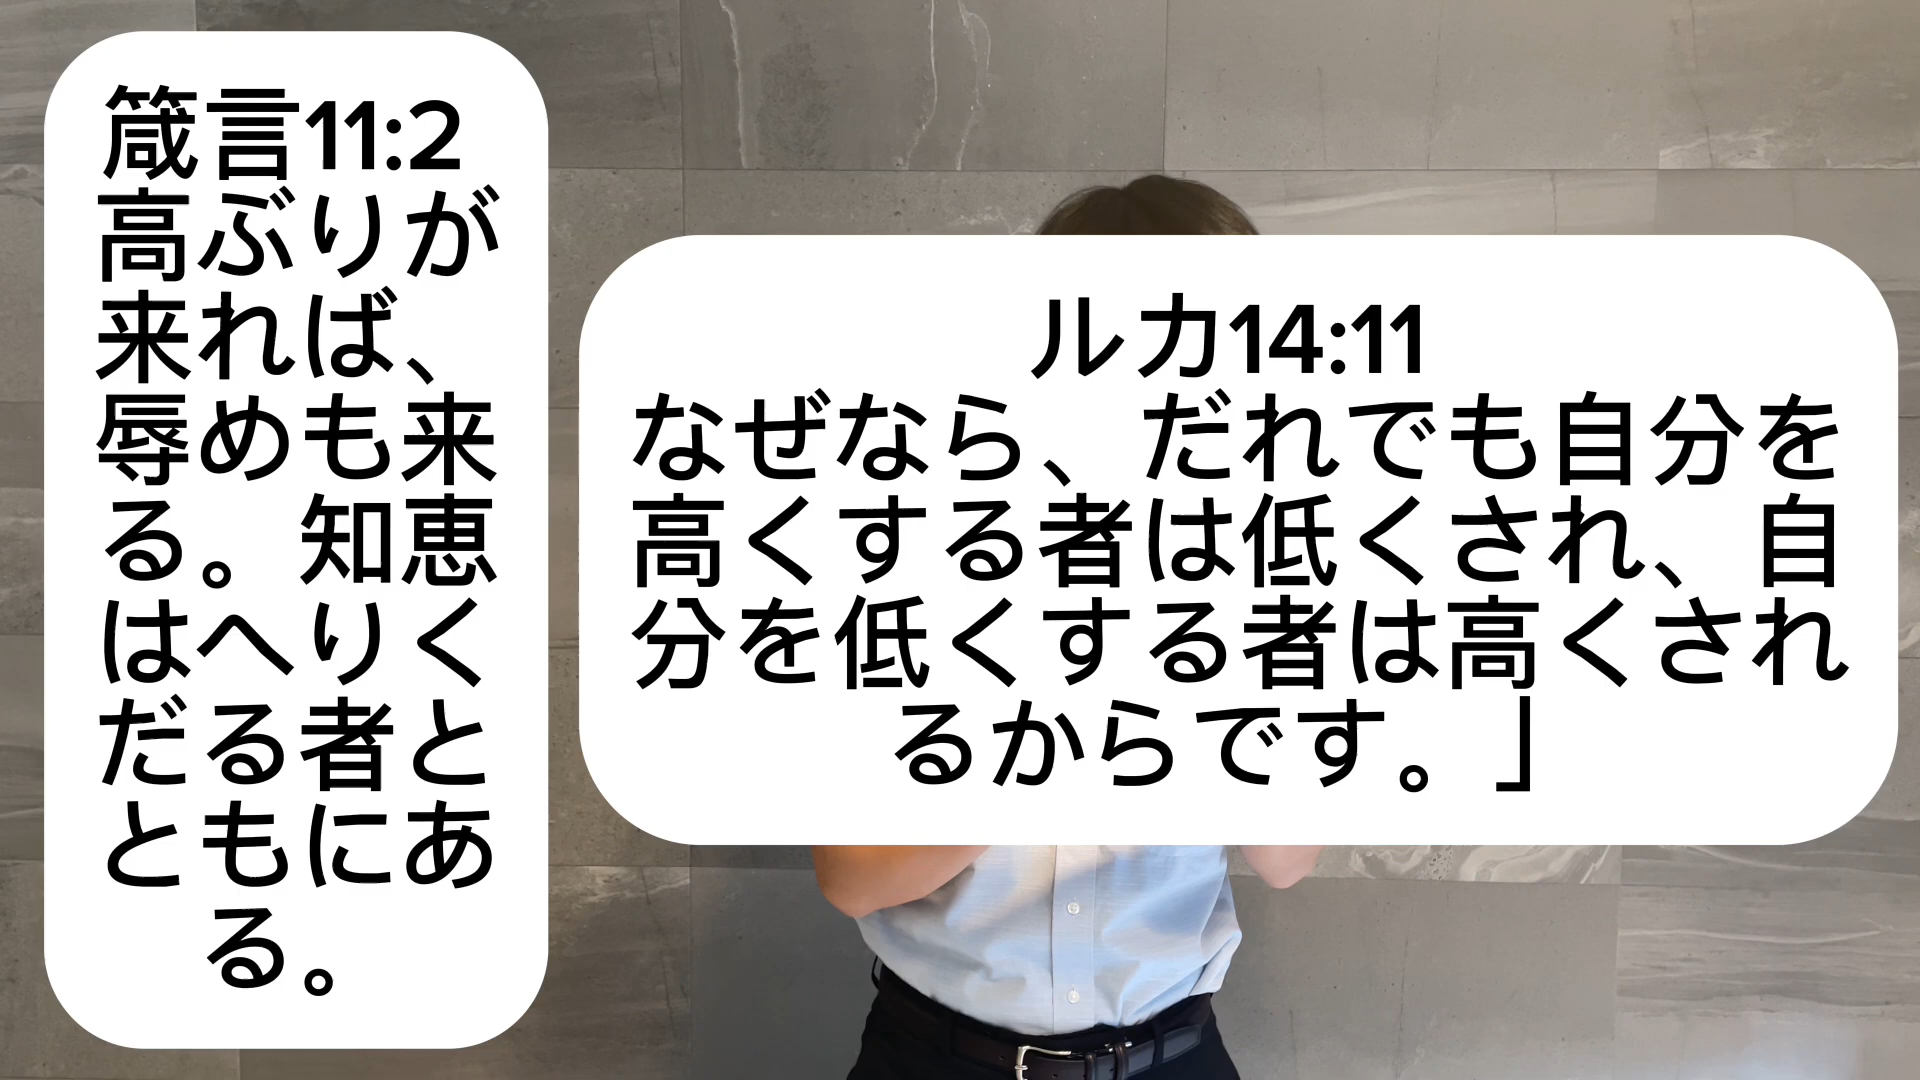 箴言11:2
高ぶりが
来れば、
辱めも来
る。知恵
はへりく
だる者と
ともにあ
る。
ルカ14:11
なぜなら、だれでも自分を
高くする者は低くされ、自
分を低くする者は高くされ
るからです。」